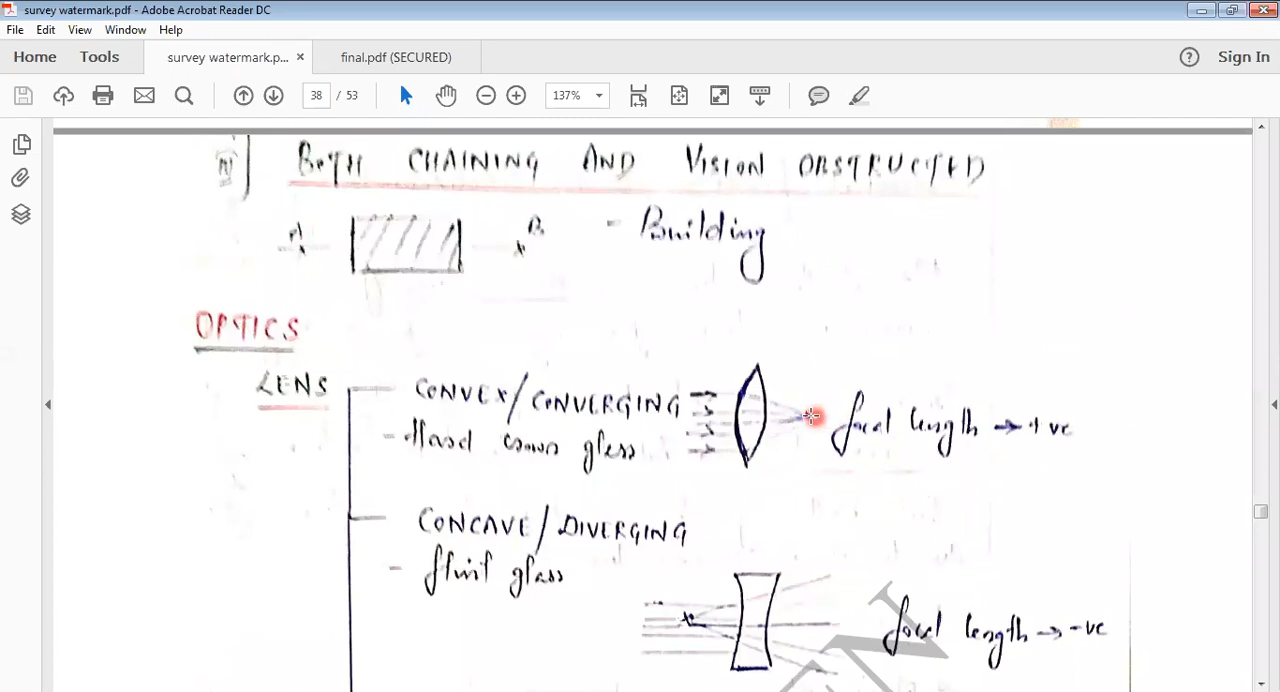 survey watermark.pdf - Adobe Acrobat Reader DC
File Edit View Window Help
Home Tools survey watermark.p... × final.pdf (SECURED) Sign In
38 / 53 137%
BOTH CHAINING AND VISION OBSTRUCTED
A B - Building
OPTICS
LENS
CONVEX/CONVERGING
- Hard crown glass
focal length → +ve
CONCAVE/DIVERGING
- flint glass
focal length → -ve